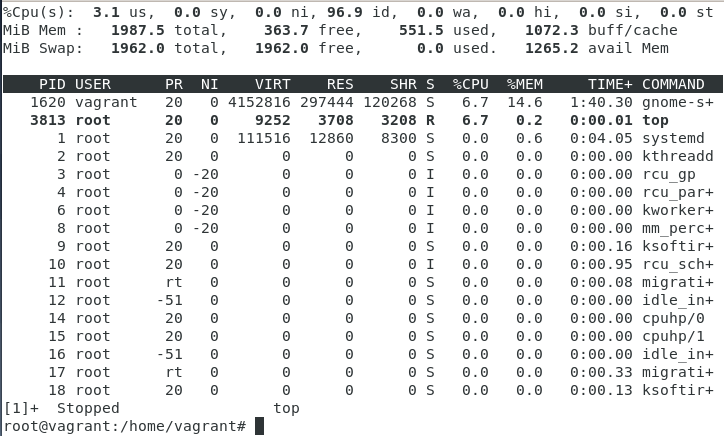 %Cpu(s):  3.1 us,  0.0 sy,  0.0 ni, 96.9 id,  0.0 wa,  0.0 hi,  0.0 si,  0.0 st
MiB Mem :   1987.5 total,    363.7 free,    551.5 used,   1072.3 buff/cache
MiB Swap:   1962.0 total,   1962.0 free,      0.0 used.   1265.2 avail Mem
PID USER      PR  NI    VIRT    RES    SHR S  %CPU  %MEM     TIME+ COMMAND
1620 vagrant   20   0 4152816 297444 120268 S   6.7  14.6   1:40.30 gnome-s+
3813 root      20   0    9252   3708   3208 R   6.7   0.2   0:00.01 top
1 root      20   0  111516  12860   8300 S   0.0   0.6   0:04.05 systemd
2 root      20   0       0      0      0 S   0.0   0.0   0:00.00 kthreadd
3 root       0 -20       0      0      0 I   0.0   0.0   0:00.00 rcu_gp
4 root       0 -20       0      0      0 I   0.0   0.0   0:00.00 rcu_par+
6 root       0 -20       0      0      0 I   0.0   0.0   0:00.00 kworker+
8 root       0 -20       0      0      0 I   0.0   0.0   0:00.00 mm_perc+
9 root      20   0       0      0      0 S   0.0   0.0   0:00.16 ksoftir+
10 root      20   0       0      0      0 I   0.0   0.0   0:00.95 rcu_sch+
11 root      rt   0       0      0      0 S   0.0   0.0   0:00.08 migrati+
12 root     -51   0       0      0      0 S   0.0   0.0   0:00.00 idle_in+
14 root      20   0       0      0      0 S   0.0   0.0   0:00.00 cpuhp/0
15 root      20   0       0      0      0 S   0.0   0.0   0:00.00 cpuhp/1
16 root     -51   0       0      0      0 S   0.0   0.0   0:00.00 idle_in+
17 root      rt   0       0      0      0 S   0.0   0.0   0:00.33 migrati+
18 root      20   0       0      0      0 S   0.0   0.0   0:00.13 ksoftir+
[1]+  Stopped                 top
root@vagrant:/home/vagrant#